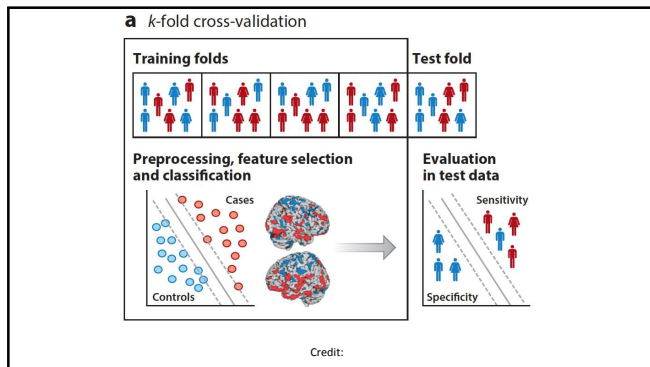 a k-fold cross-validation
Training folds
Test fold
Preprocessing, feature selection
and classification
Evaluation
in test data
Cases
Controls
Sensitivity
Specificity
Credit: